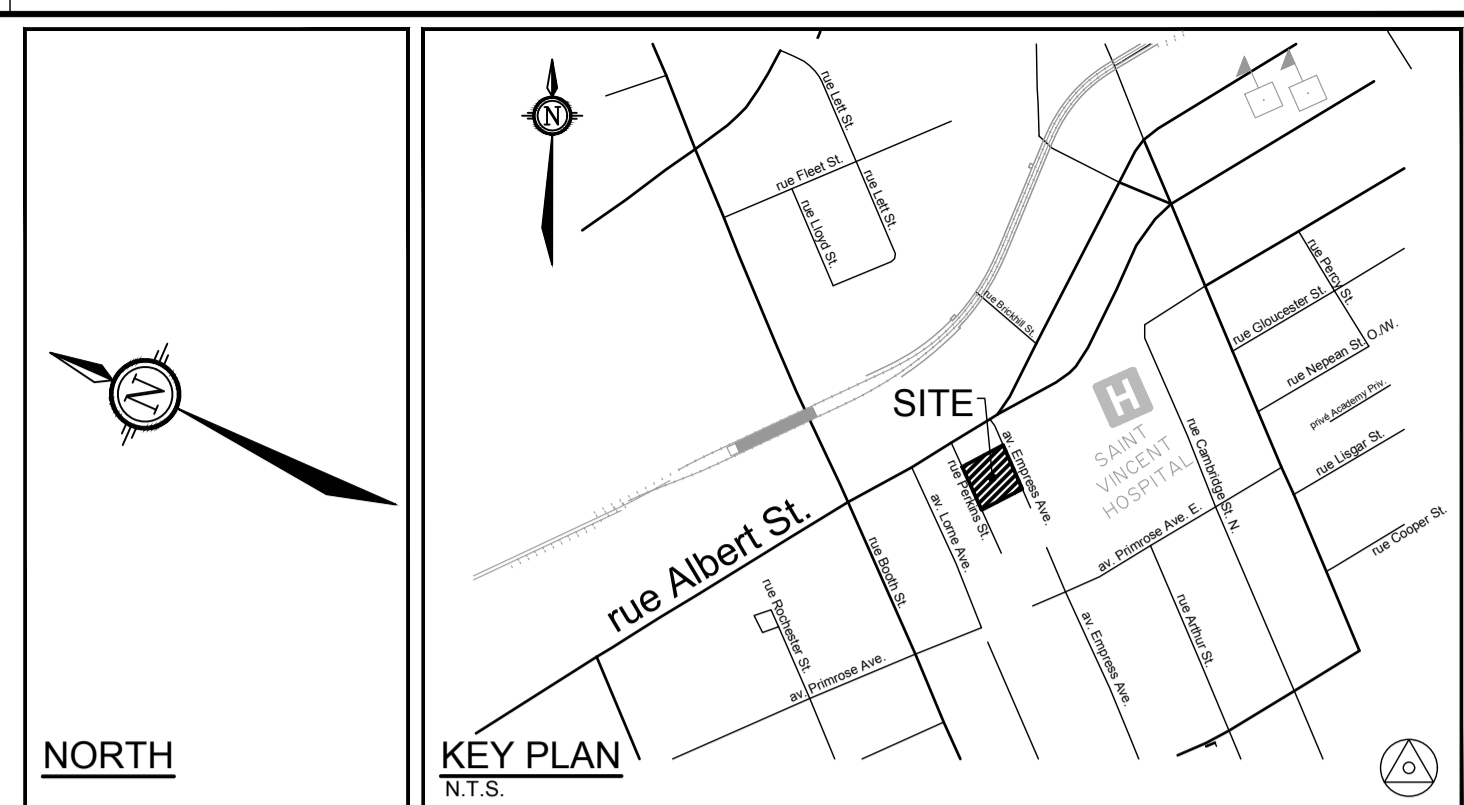 N
NORTH
N
rue Lett St.
rue Fleet St.
rue Lett St.
rue Lloyd St.
rue Brickhill St.
rue Percy St.
rue Gloucester St.
rue Nepean St. O./W.
privé Academy Priv.
rue Lisgar St.
rue Cooper St.
SITE
H
SAINT
VINCENT
HOSPITAL
rue Cambridge St. N.
av. Empress Ave.
rue Perkins St.
av. Lorne Ave.
rue Albert St.
rue Booth St.
av. Primrose Ave. E.
rue Rochester St.
av. Primrose Ave.
av. Empress Ave.
rue Arthur St.
KEY PLAN
N.T.S.